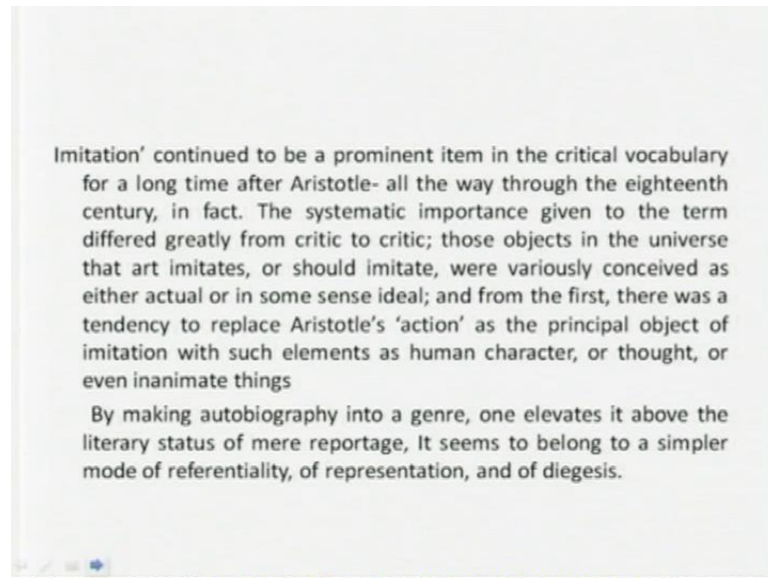 Imitation' continued to be a prominent item in the critical vocabulary
for a long time after Aristotle- all the way through the eighteenth
century, in fact. The systematic importance given to the term
differed greatly from critic to critic; those objects in the universe
that art imitates, or should imitate, were variously conceived as
either actual or in some sense ideal; and from the first, there was a
tendency to replace Aristotle's 'action' as the principal object of
imitation with such elements as human character, or thought, or
even inanimate things
By making autobiography into a genre, one elevates it above the
literary status of mere reportage, It seems to belong to a simpler
mode of referentiality, of representation, and of diegesis.